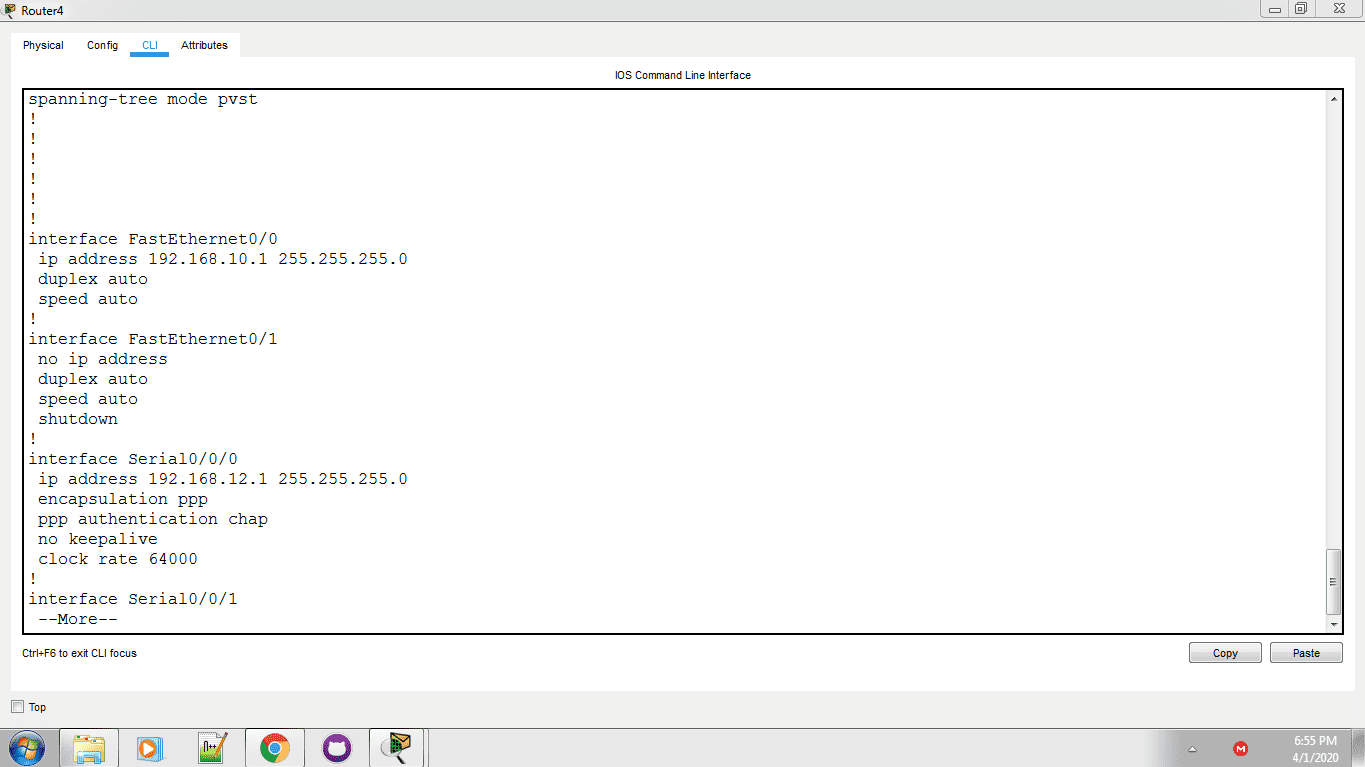 Router4
Physical Config CLI Attributes
IOS Command Line Interface
spanning-tree mode pvst
!
!
!
!
!
!
interface FastEthernet0/0
 ip address 192.168.10.1 255.255.255.0
 duplex auto
 speed auto
!
interface FastEthernet0/1
 no ip address
 duplex auto
 speed auto
 shutdown
!
interface Serial0/0/0
 ip address 192.168.12.1 255.255.255.0
 encapsulation ppp
 ppp authentication chap
 no keepalive
 clock rate 64000
!
interface Serial0/0/1
 --More--
Ctrl+F6 to exit CLI focus
Copy Paste
Top
6:55 PM
4/1/2020